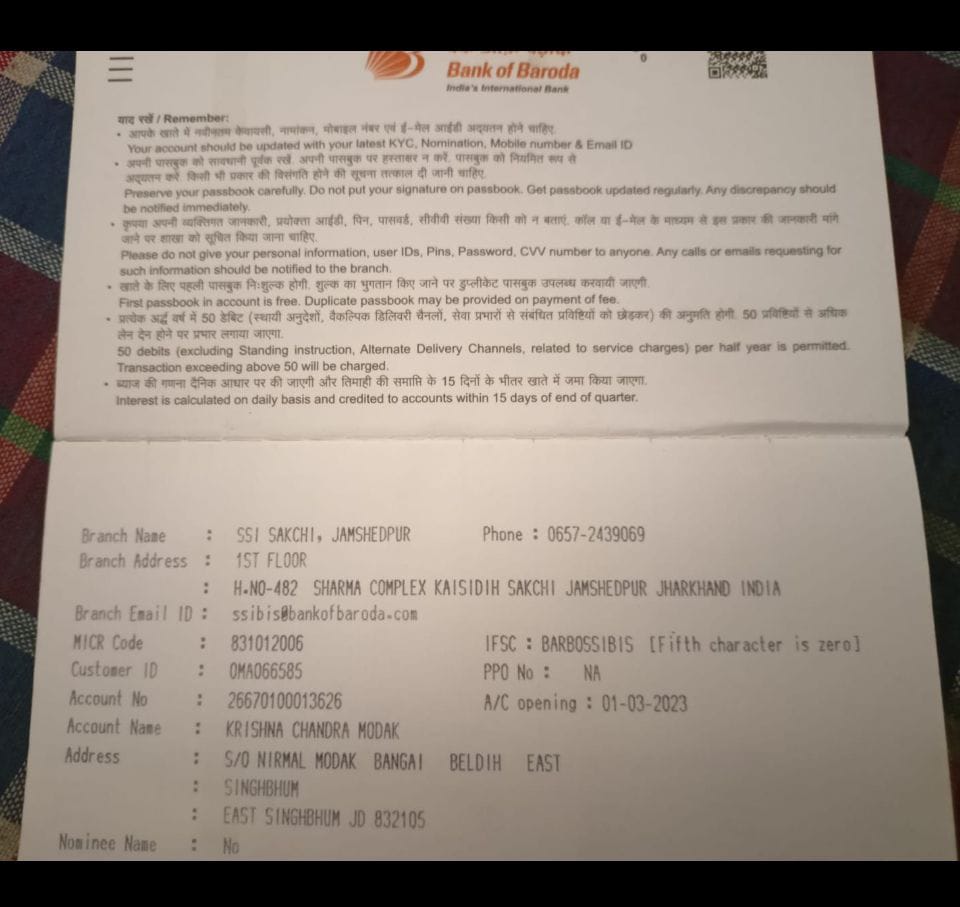 Bank of Baroda
India's International Bank
याद रखें / Remember:
• आपके खाते में नवीनतम केवायसी, नामांकन, मोबाइल नंबर एवं ई-मेल आईडी अद्यतन होने चाहिए.
Your account should be updated with your latest KYC, Nomination, Mobile number & Email ID
• अपनी पासबुक को सावधानी पूर्वक रखें. अपनी पासबुक पर हस्ताक्षर न करें. पासबुक को नियमित रूप से
अद्यतन करें. किसी भी प्रकार की विसंगति होने की सूचना तत्काल दी जानी चाहिए.
Preserve your passbook carefully. Do not put your signature on passbook. Get passbook updated regularly. Any discrepancy should
be notified immediately.
• कृपया अपनी व्यक्तिगत जानकारी, प्रयोक्ता आईडी, पिन, पासवर्ड, सीवीवी संख्या किसी को न बताएं. कॉल या ई-मेल के माध्यम से इस प्रकार की जानकारी मांगे
जाने पर शाखा को सूचित किया जाना चाहिए.
Please do not give your personal information, user IDs, Pins, Password, CVV number to anyone. Any calls or emails requesting for
such information should be notified to the branch.
• खाते के लिए पहली पासबुक निःशुल्क होगी. शुल्क का भुगतान किए जाने पर डुप्लीकेट पासबुक उपलब्ध करवायी जाएगी.
First passbook in account is free. Duplicate passbook may be provided on payment of fee.
• प्रत्येक अर्द्ध वर्ष में 50 डेबिट (स्थायी अनुदेशों, वैकल्पिक डिलिवरी चैनलों, सेवा प्रभारों से संबंधित प्रविष्टियों को छोड़कर) की अनुमति होगी. 50 प्रविष्टियों से अधिक
लेन देन होने पर प्रभार लगाया जाएगा.
50 debits (excluding Standing instruction, Alternate Delivery Channels, related to service charges) per half year is permitted.
Transaction exceeding above 50 will be charged.
• ब्याज की गणना दैनिक आधार पर की जाएगी और तिमाही की समाप्ति के 15 दिनों के भीतर खाते में जमा किया जाएगा.
Interest is calculated on daily basis and credited to accounts within 15 days of end of quarter.
Branch Name : SSI SAKCHI, JAMSHEDPUR Phone : 0657-2439069
Branch Address : 1ST FLOOR
: H.NO-482 SHARMA COMPLEX KAISIDIH SAKCHI JAMSHEDPUR JHARKHAND INDIA
Branch Email ID : ssibis@bankofbaroda.com
MICR Code : 831012006 IFSC : BARB0SSIBIS [Fifth character is zero]
Customer ID : OMA066585 PPO No : NA
Account No : 26670100013626 A/C opening : 01-03-2023
Account Name : KRISHNA CHANDRA MODAK
Address : S/O NIRMAL MODAK BANGAI BELDIH EAST
: SINGHBHUM
: EAST SINGHBHUM JD 832105
Nominee Name : No